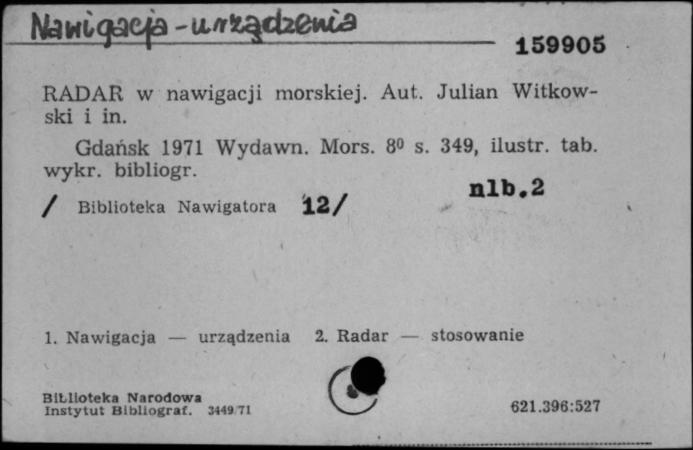 Nawigacja - urządzenia
159905
RADAR w nawigacji morskiej. Aut. Julian Witkow-
ski i in.
Gdańsk 1971 Wydawn. Mors. 8⁰ s. 349, ilustr. tab.
wykr. bibliogr.
nlb.2
/ Biblioteka Nawigatora 12/
1. Nawigacja — urządzenia 2. Radar — stosowanie
Biblioteka Narodowa
Instytut Bibliograf. 3449/71
621.396:527